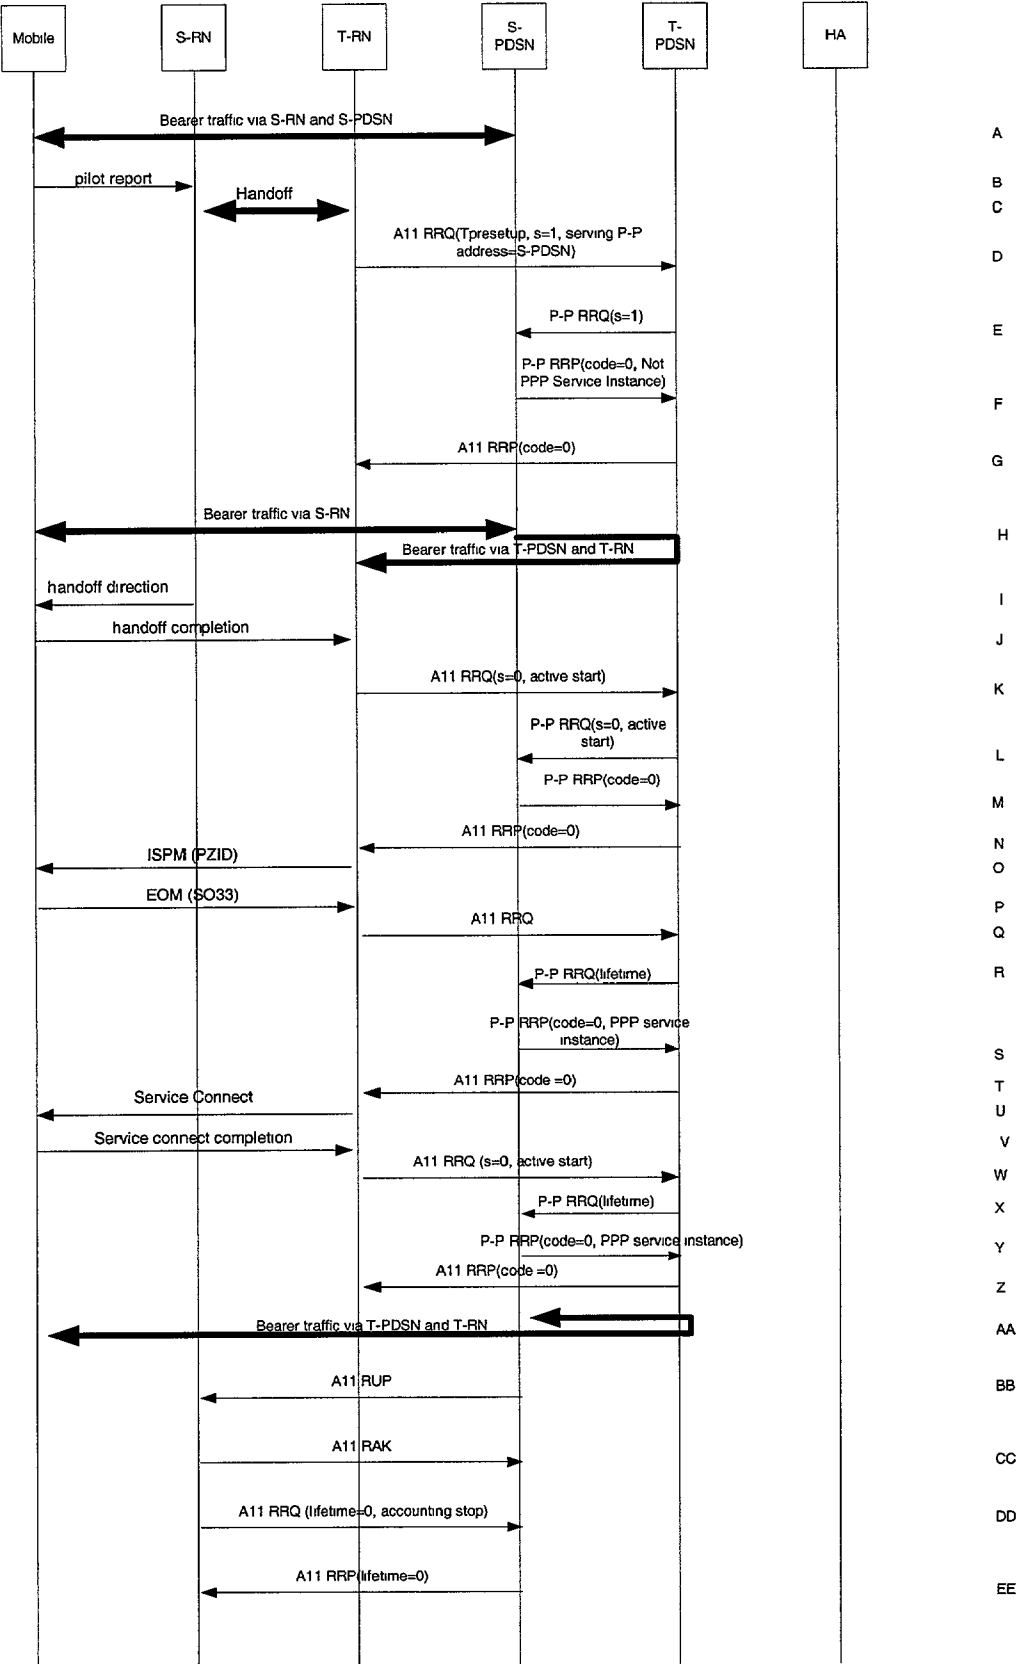 Mobile
S-RN
T-RN
S-
PDSN
T-
PDSN
HA
Bearer traffic via S-RN and S-PDSN
A
pilot report
B
Handoff
C
A11 RRQ(Tpresetup, s=1, serving P-P
address=S-PDSN)
D
P-P RRQ(s=1)
E
P-P RRP(code=0, Not
PPP Service Instance)
F
A11 RRP(code=0)
G
Bearer traffic via S-RN
H
Bearer traffic via T-PDSN and T-RN
handoff direction
I
handoff completion
J
A11 RRQ(s=0, active start)
K
P-P RRQ(s=0, active
start)
L
P-P RRP(code=0)
M
A11 RRP(code=0)
N
ISPM (PZID)
O
EOM (SO33)
P
A11 RRQ
Q
P-P RRQ(lifetime)
R
P-P RRP(code=0, PPP service
instance)
S
A11 RRP(code =0)
T
Service Connect
U
Service connect completion
V
A11 RRQ (s=0, active start)
W
P-P RRQ(lifetime)
X
P-P RRP(code=0, PPP service instance)
Y
A11 RRP(code =0)
Z
Bearer traffic via T-PDSN and T-RN
AA
A11 RUP
BB
A11 RAK
CC
A11 RRQ (lifetime=0, accounting stop)
DD
A11 RRP(lifetime=0)
EE